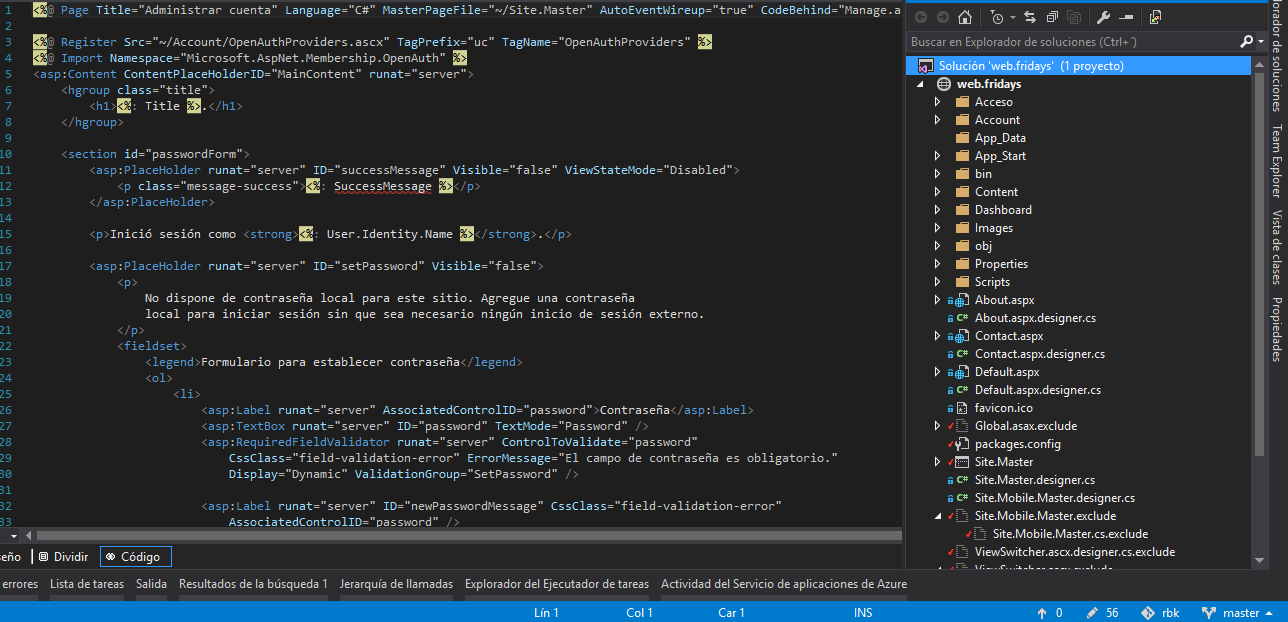 1 <%@ Page Title="Administrar cuenta" Language="C#" MasterPageFile="~/Site.Master" AutoEventWireup="true" CodeBehind="Manage.a
2
3 <%@ Register Src="~/Account/OpenAuthProviders.ascx" TagPrefix="uc" TagName="OpenAuthProviders" %>
4 <%@ Import Namespace="Microsoft.AspNet.Membership.OpenAuth" %>
5 <asp:Content ContentPlaceHolderID="MainContent" runat="server">
6 <hgroup class="title">
7 <h1><%: Title %>.</h1>
8 </hgroup>
9
10 <section id="passwordForm">
11 <asp:PlaceHolder runat="server" ID="successMessage" Visible="false" ViewStateMode="Disabled">
12 <p class="message-success"><%: SuccessMessage %></p>
13 </asp:PlaceHolder>
14
15 <p>Inició sesión como <strong><%: User.Identity.Name %></strong>.</p>
16
17 <asp:PlaceHolder runat="server" ID="setPassword" Visible="false">
18 <p>
19 No dispone de contraseña local para este sitio. Agregue una contraseña
20 local para iniciar sesión sin que sea necesario ningún inicio de sesión externo.
21 </p>
22 <fieldset>
23 <legend>Formulario para establecer contraseña</legend>
24 <ol>
25 <li>
26 <asp:Label runat="server" AssociatedControlID="password">Contraseña</asp:Label>
27 <asp:TextBox runat="server" ID="password" TextMode="Password" />
28 <asp:RequiredFieldValidator runat="server" ControlToValidate="password"
29 CssClass="field-validation-error" ErrorMessage="El campo de contraseña es obligatorio."
30 Display="Dynamic" ValidationGroup="SetPassword" />
31
32 <asp:Label runat="server" ID="newPasswordMessage" CssClass="field-validation-error"
33 AssociatedControlID="password" />
eño Dividir Código
errores Lista de tareas Salida Resultados de la búsqueda 1 Jerarquía de llamadas Explorador del Ejecutador de tareas Actividad del Servicio de aplicaciones de Azure
Buscar en Explorador de soluciones (Ctrl+´)
Solución 'web.fridays' (1 proyecto)
web.fridays
Acceso
Account
App_Data
App_Start
bin
Content
Dashboard
Images
obj
Properties
Scripts
About.aspx
C# About.aspx.designer.cs
Contact.aspx
C# Contact.aspx.designer.cs
Default.aspx
C# Default.aspx.designer.cs
favicon.ico
Global.asax.exclude
packages.config
Site.Master
C# Site.Master.designer.cs
C# Site.Mobile.Master.designer.cs
Site.Mobile.Master.exclude
Site.Mobile.Master.cs.exclude
ViewSwitcher.ascx.designer.cs.exclude
orador de soluciones
Team Explorer
Vista de clases
Propiedades
Lín 1 Col 1 Car 1 INS 0 56 rbk master